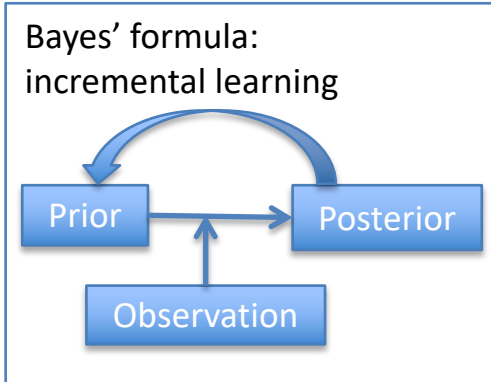 Bayes’ formula:
incremental learning
Prior
Posterior
Observation